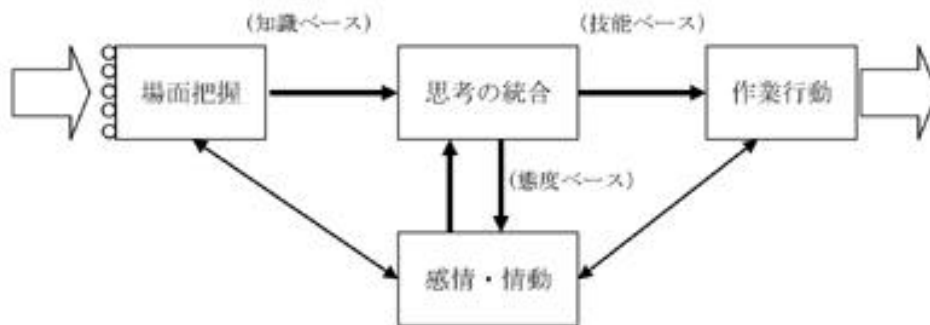 (知識ベース)
(技能ベース)
場面把握
思考の統合
作業行動
(態度ベース)
感情・情動